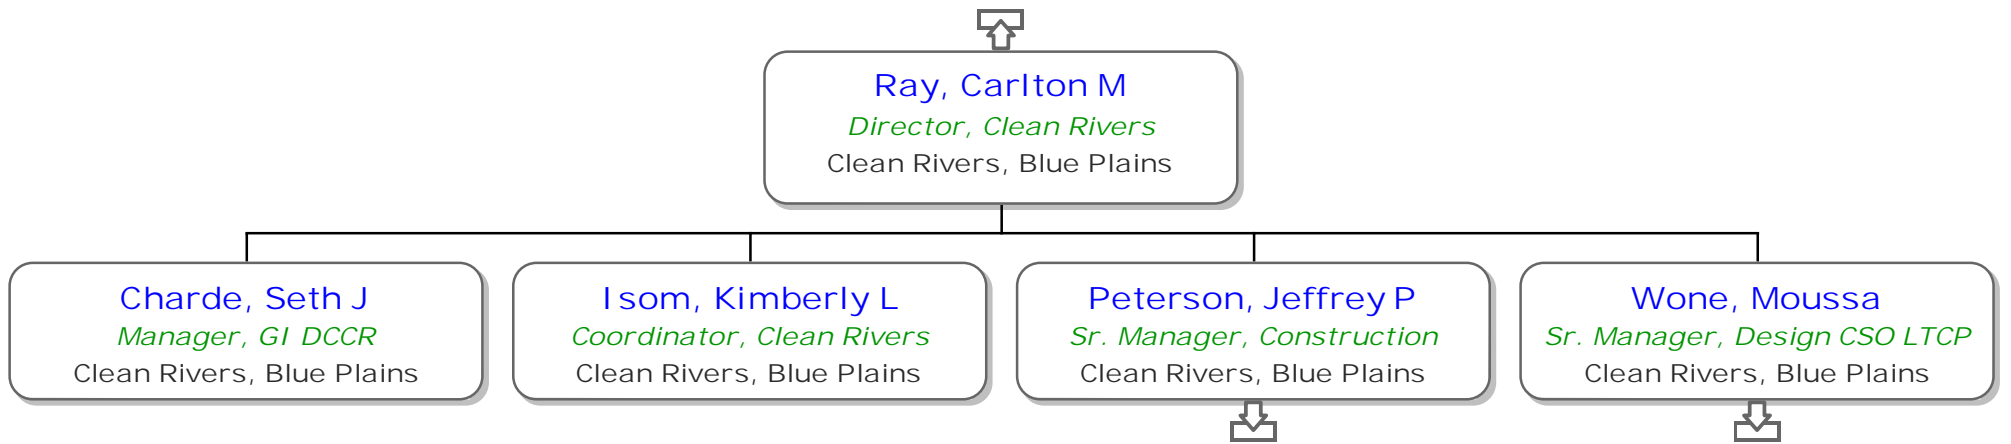 Ray, Carlton M
Director, Clean Rivers
Clean Rivers, Blue Plains
Charde, Seth J
Manager, GI DCCR
Clean Rivers, Blue Plains
Isom, Kimberly L
Coordinator, Clean Rivers
Clean Rivers, Blue Plains
Peterson, Jeffrey P
Sr. Manager, Construction
Clean Rivers, Blue Plains
Wone, Moussa
Sr. Manager, Design CSO LTCP
Clean Rivers, Blue Plains